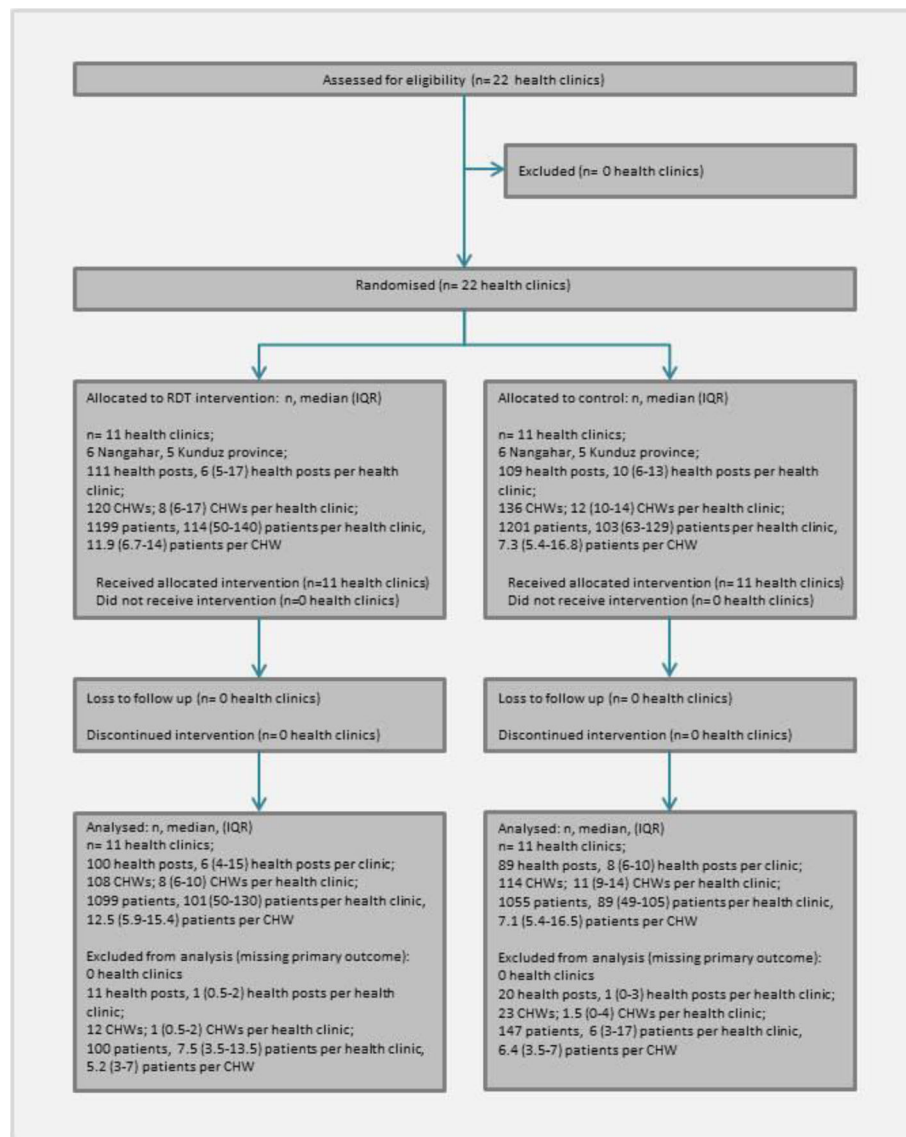 Assessed for eligibility (n= 22 health clinics)
Excluded (n= 0 health clinics)
Randomised (n= 22 health clinics)
Allocated to RDT intervention: n, median (IQR)
n= 11 health clinics;
6 Nangahar, 5 Kunduz province;
111 health posts, 6 (5-17) health posts per health
clinic;
120 CHWs; 8 (6-17) CHWs per health clinic;
1199 patients, 114 (50-140) patients per health clinic,
11.9 (6.7-14) patients per CHW
Received allocated intervention (n=11 health clinics)
Did not receive intervention (n=0 health clinics)
Allocated to control: n, median (IQR)
n= 11 health clinics;
6 Nangahar, 5 Kunduz province;
109 health posts, 10 (6-13) health posts per health
clinic;
136 CHWs; 12 (10-14) CHWs per health clinic;
1201 patients, 103 (63-129) patients per health clinic,
7.3 (5.4-16.8) patients per CHW
Received allocated intervention (n= 11 health clinics)
Did not receive intervention (n= 0 health clinics)
Loss to follow up (n= 0 health clinics)
Discontinued intervention (n= 0 health clinics)
Loss to follow up (n= 0 health clinics)
Discontinued intervention (n= 0 health clinics)
Analysed: n, median, (IQR)
n= 11 health clinics;
100 health posts, 6 (4-15) health posts per clinic;
108 CHWs; 8 (6-10) CHWs per health clinic;
1099 patients, 101 (50-130) patients per health clinic,
12.5 (5.9-15.4) patients per CHW
Excluded from analysis (missing primary outcome):
0 health clinics
11 health posts, 1 (0.5-2) health posts per health
clinic;
12 CHWs; 1 (0.5-2) CHWs per health clinic;
100 patients, 7.5 (3.5-13.5) patients per health clinic,
5.2 (3-7) patients per CHW
Analysed: n, median, (IQR)
n= 11 health clinics;
89 health posts, 8 (6-10) health posts per clinic;
114 CHWs; 11 (9-14) CHWs per health clinic;
1055 patients, 89 (49-105) patients per health clinic,
7.1 (5.4-16.5) patients per CHW
Excluded from analysis (missing primary outcome):
0 health clinics
20 health posts, 1 (0-3) health posts per health clinic;
23 CHWs; 1.5 (0-4) CHWs per health clinic;
147 patients, 6 (3-17) patients per health clinic,
6.4 (3.5-7) patients per CHW